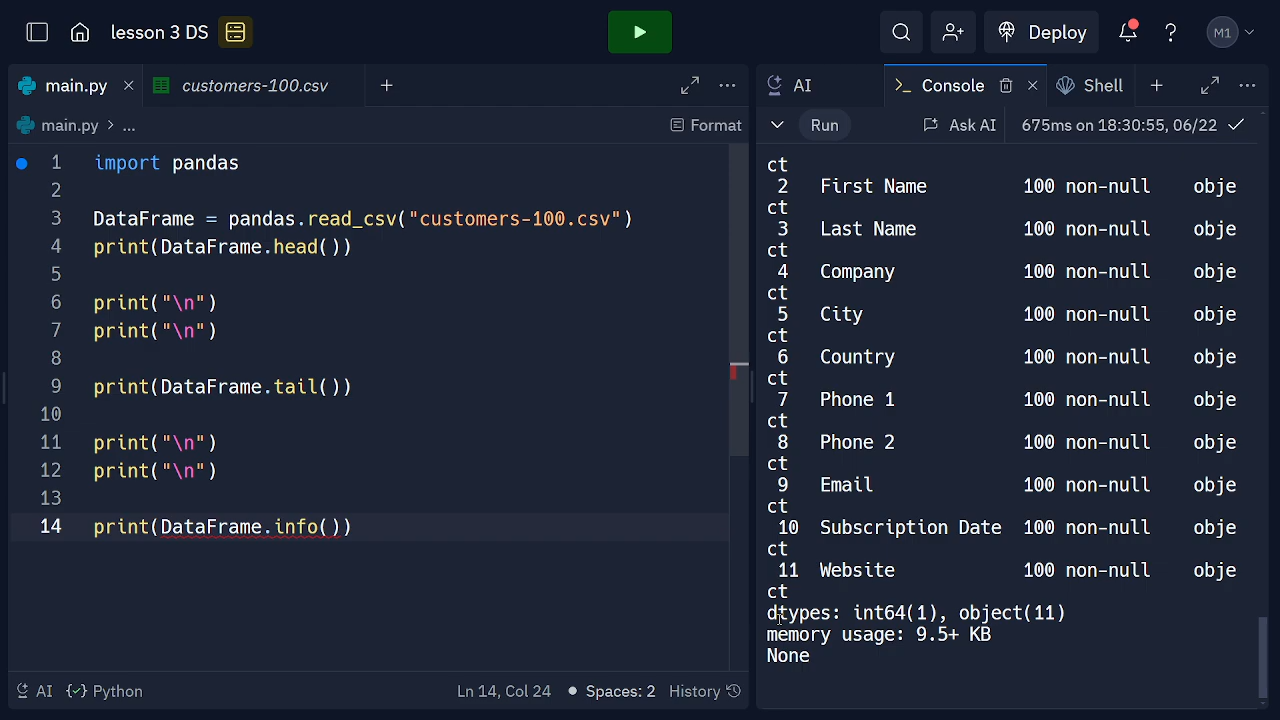 lesson 3 DS
Deploy
M1
main.py
customers-100.csv
AI
Console
Shell
main.py > ...
Format
Run
Ask AI
675ms on 18:30:55, 06/22
1 import pandas
2
3 DataFrame = pandas.read_csv("customers-100.csv")
4 print(DataFrame.head())
5
6 print("\n")
7 print("\n")
8
9 print(DataFrame.tail())
10
11 print("\n")
12 print("\n")
13
14 print(DataFrame.info())
ct
2 First Name 100 non-null obje
ct
3 Last Name 100 non-null obje
ct
4 Company 100 non-null obje
ct
5 City 100 non-null obje
ct
6 Country 100 non-null obje
ct
7 Phone 1 100 non-null obje
ct
8 Phone 2 100 non-null obje
ct
9 Email 100 non-null obje
ct
10 Subscription Date 100 non-null obje
ct
11 Website 100 non-null obje
ct
dtypes: int64(1), object(11)
memory usage: 9.5+ KB
None
AI
Python
Ln 14, Col 24
Spaces: 2
History